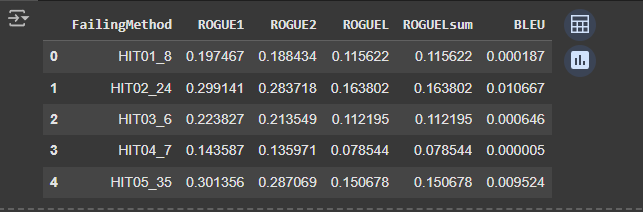 FailingMethod ROGUE1 ROGUE2 ROGUEL ROGUELsum BLEU
0 HIT01_8 0.197467 0.188434 0.115622 0.115622 0.000187
1 HIT02_24 0.299141 0.283718 0.163802 0.163802 0.010667
2 HIT03_6 0.223827 0.213549 0.112195 0.112195 0.000646
3 HIT04_7 0.143587 0.135971 0.078544 0.078544 0.000005
4 HIT05_35 0.301356 0.287069 0.150678 0.150678 0.009524